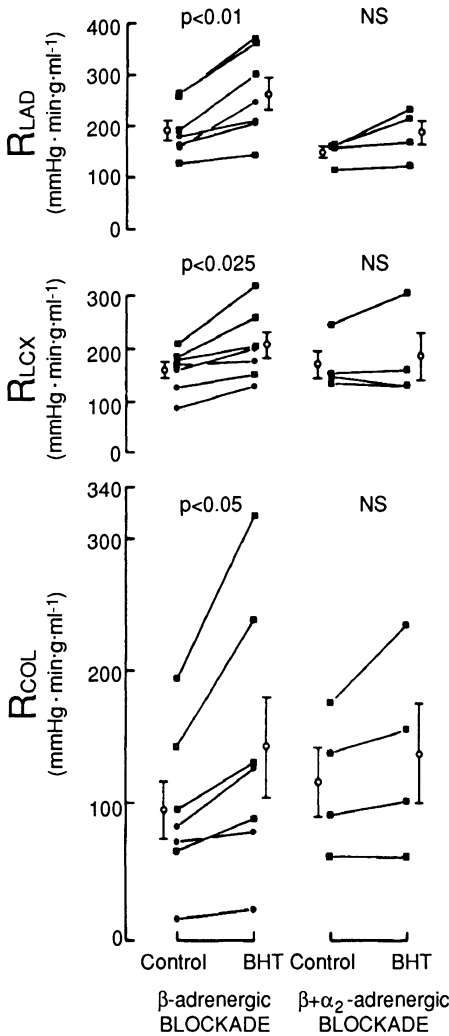 p<0.01 NS
400
300
200
100
0
RLAD
(mmHg·min·g·ml-1)
p<0.025 NS
300
200
100
0
RLCX
(mmHg·min·g·ml-1)
340
p<0.05 NS
300
200
100
0
RCOL
(mmHg·min·g·ml-1)
Control BHT Control BHT
β-adrenergic β+α2-adrenergic
BLOCKADE BLOCKADE